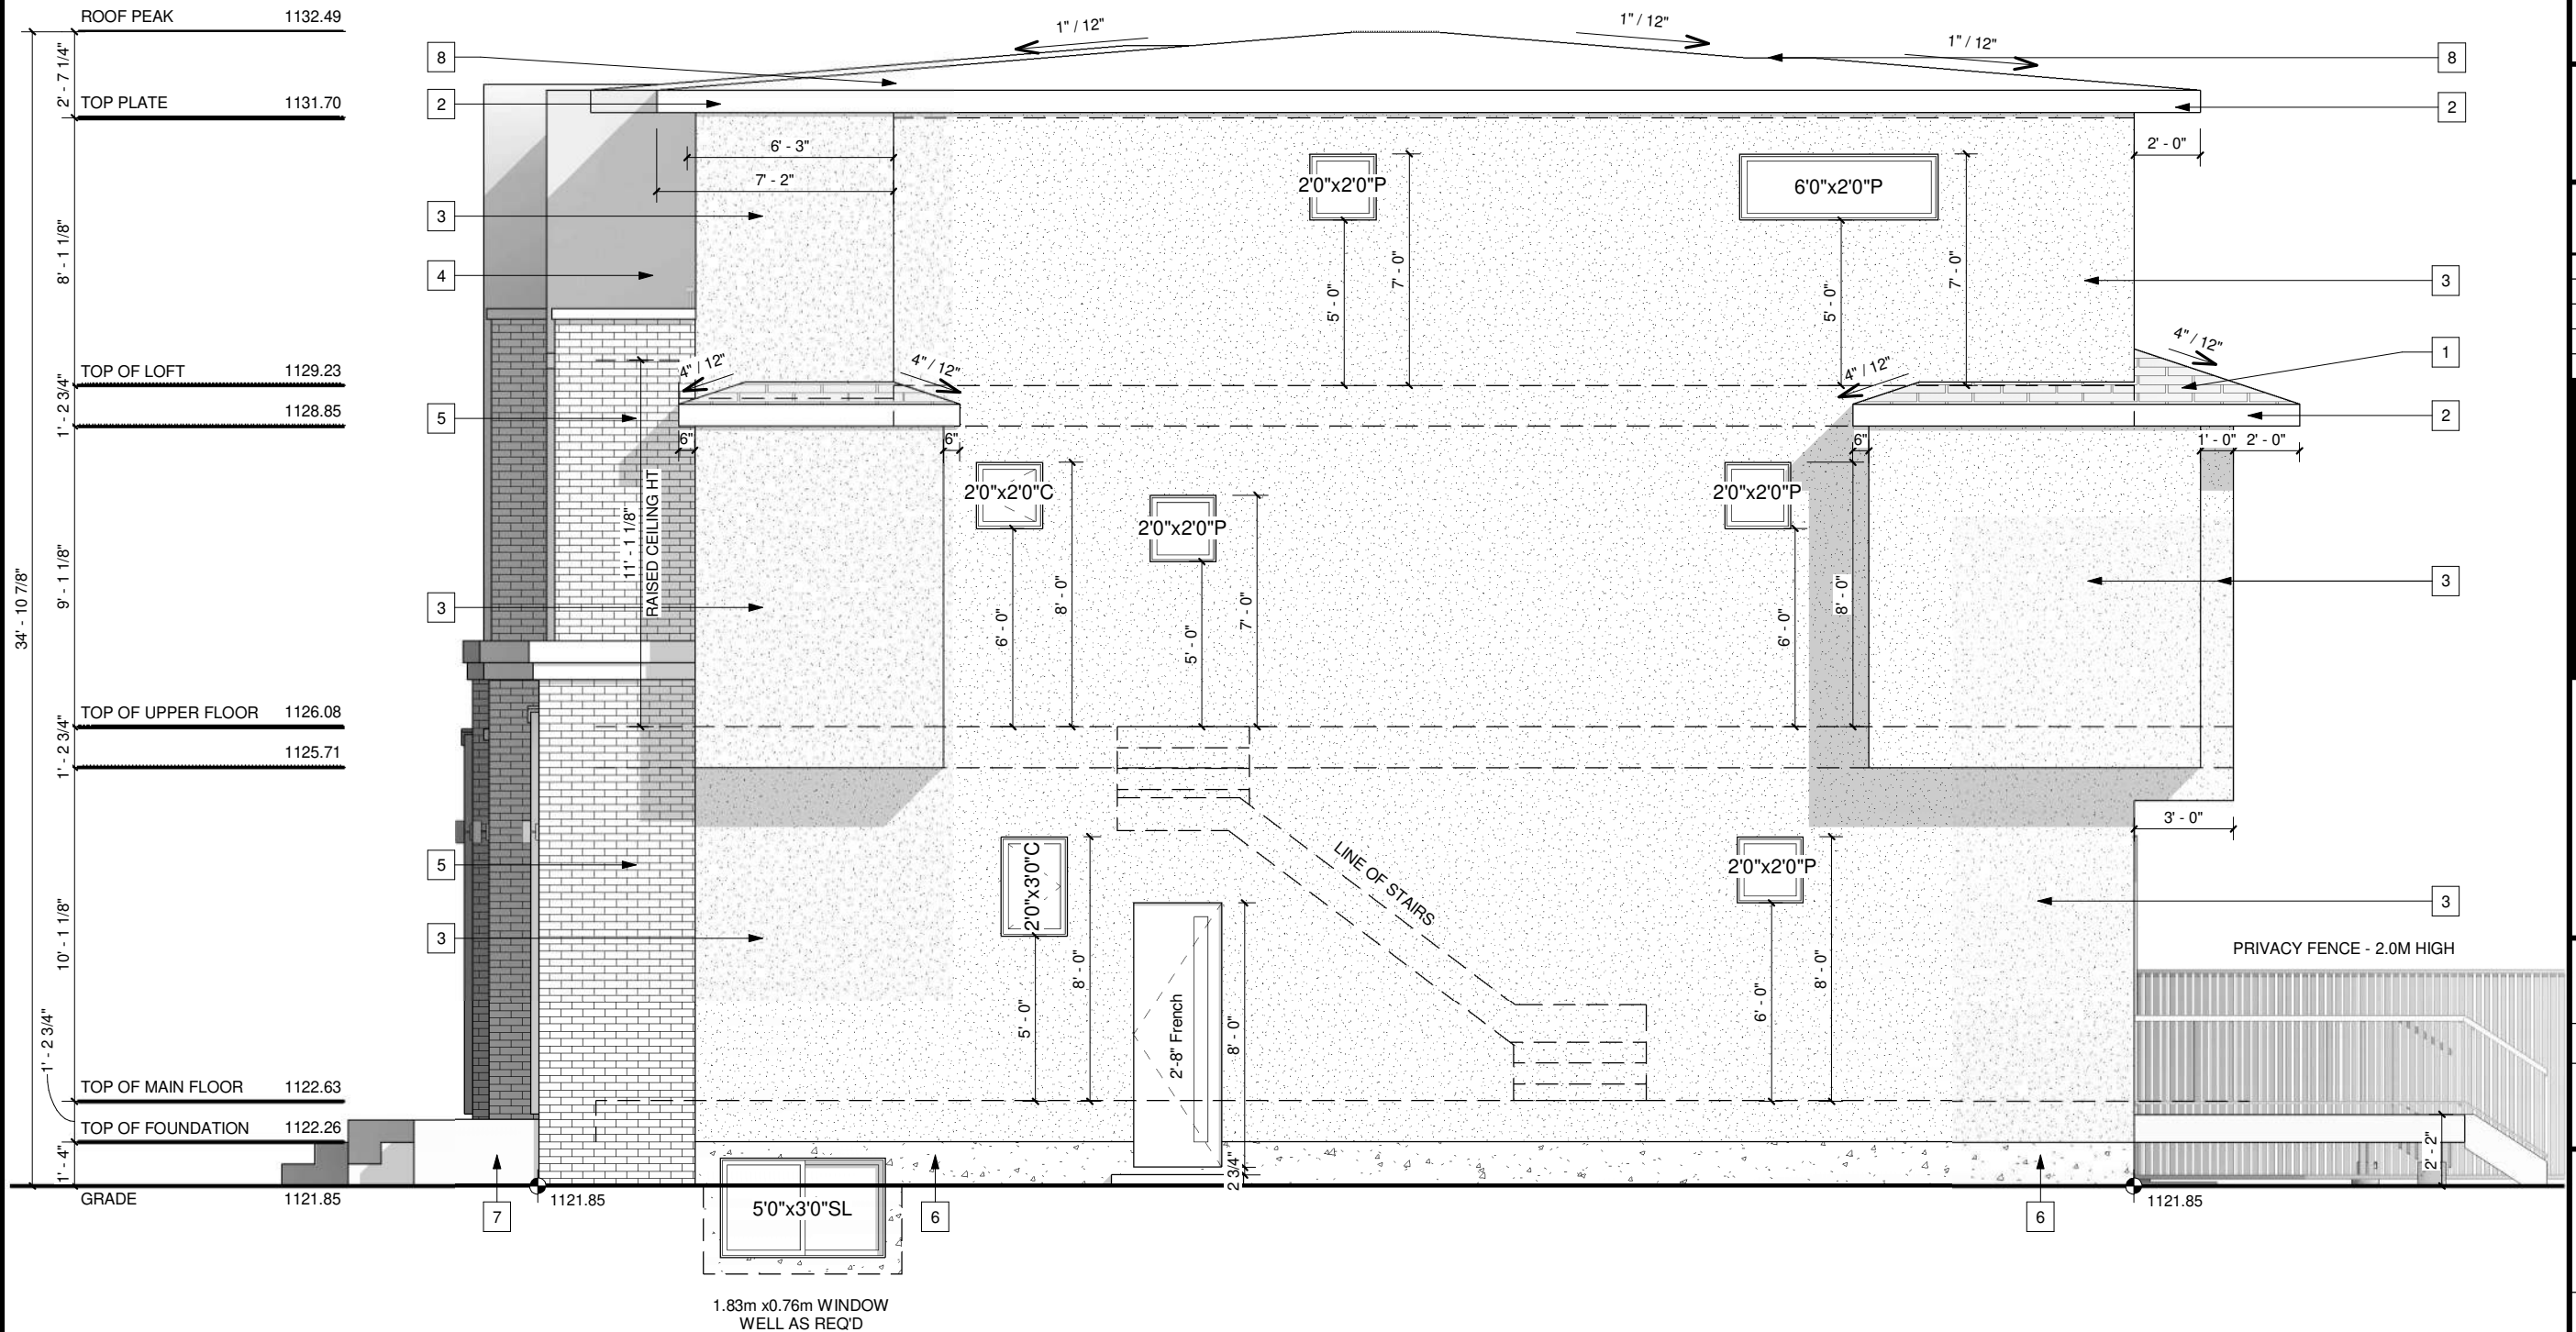 ROOF PEAK 1132.49
1" / 12"
1" / 12"
1" / 12"
8
8
2' - 7 1/4"
TOP PLATE 1131.70
2
2
6' - 3"
7' - 2"
2'0"x2'0"P
6'0"x2'0"P
2' - 0"
3
8' - 1 1/8"
4
5' - 0"
7' - 0"
5' - 0"
7' - 0"
3
TOP OF LOFT 1129.23
4" / 12"
4" / 12"
4" / 12"
4" / 12"
1
1' - 2 3/4"
1128.85
5
2
6"
6"
6"
1' - 0"
2' - 0"
11' - 1 1/8"
RAISED CEILING HT
2'0"x2'0"C
2'0"x2'0"P
2'0"x2'0"P
34' - 10 7/8"
9' - 1 1/8"
3
6' - 0"
8' - 0"
5' - 0"
7' - 0"
6' - 0"
8' - 0"
3
TOP OF UPPER FLOOR 1126.08
1' - 2 3/4"
1125.71
3' - 0"
5
2'0"x3'0"C
LINE OF STAIRS
2'0"x2'0"P
3
10' - 1 1/8"
3
PRIVACY FENCE - 2.0M HIGH
5' - 0"
8' - 0"
2'-8" French
8' - 0"
6' - 0"
8' - 0"
1' - 2 3/4"
TOP OF MAIN FLOOR 1122.63
TOP OF FOUNDATION 1122.26
1' - 4"
2 3/4"
2' - 2"
GRADE 1121.85
7
1121.85
5'0"x3'0"SL
6
6
1121.85
1.83m x0.76m WINDOW
WELL AS REQ'D